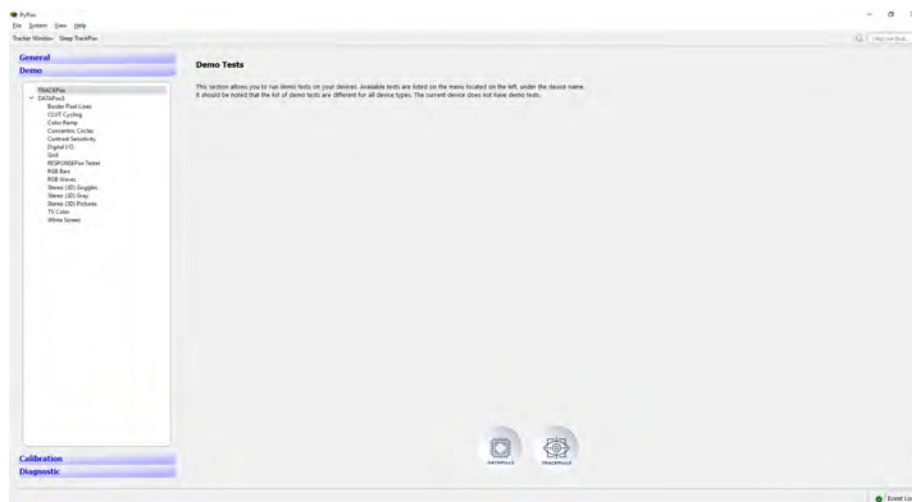 PyPixx
File System View Help
Tracker Window Sleep TrackPixx
General
Demo
Demo Tests
This section allows you to run demo tests on your devices. Available tests are listed on the menu located on the left, under the device name.
It should be noted that the list of demo tests are different for all device types. The current device does not have demo tests.
TRACKPixx
DATAPixx3
Border Pixel Lines
CLUT Cycling
Color Ramp
Concentric Circles
Contrast Sensitivity
Digital I/O
Grid
RESPONSEPixx Tester
RGB Bars
RGB Waves
Stereo (3D) Goggles
Stereo (3D) Gray
Stereo (3D) Pictures
TV Color
White Screen
DATAPixx3
TRACKPixx3
Calibration
Diagnostic
Event Lo